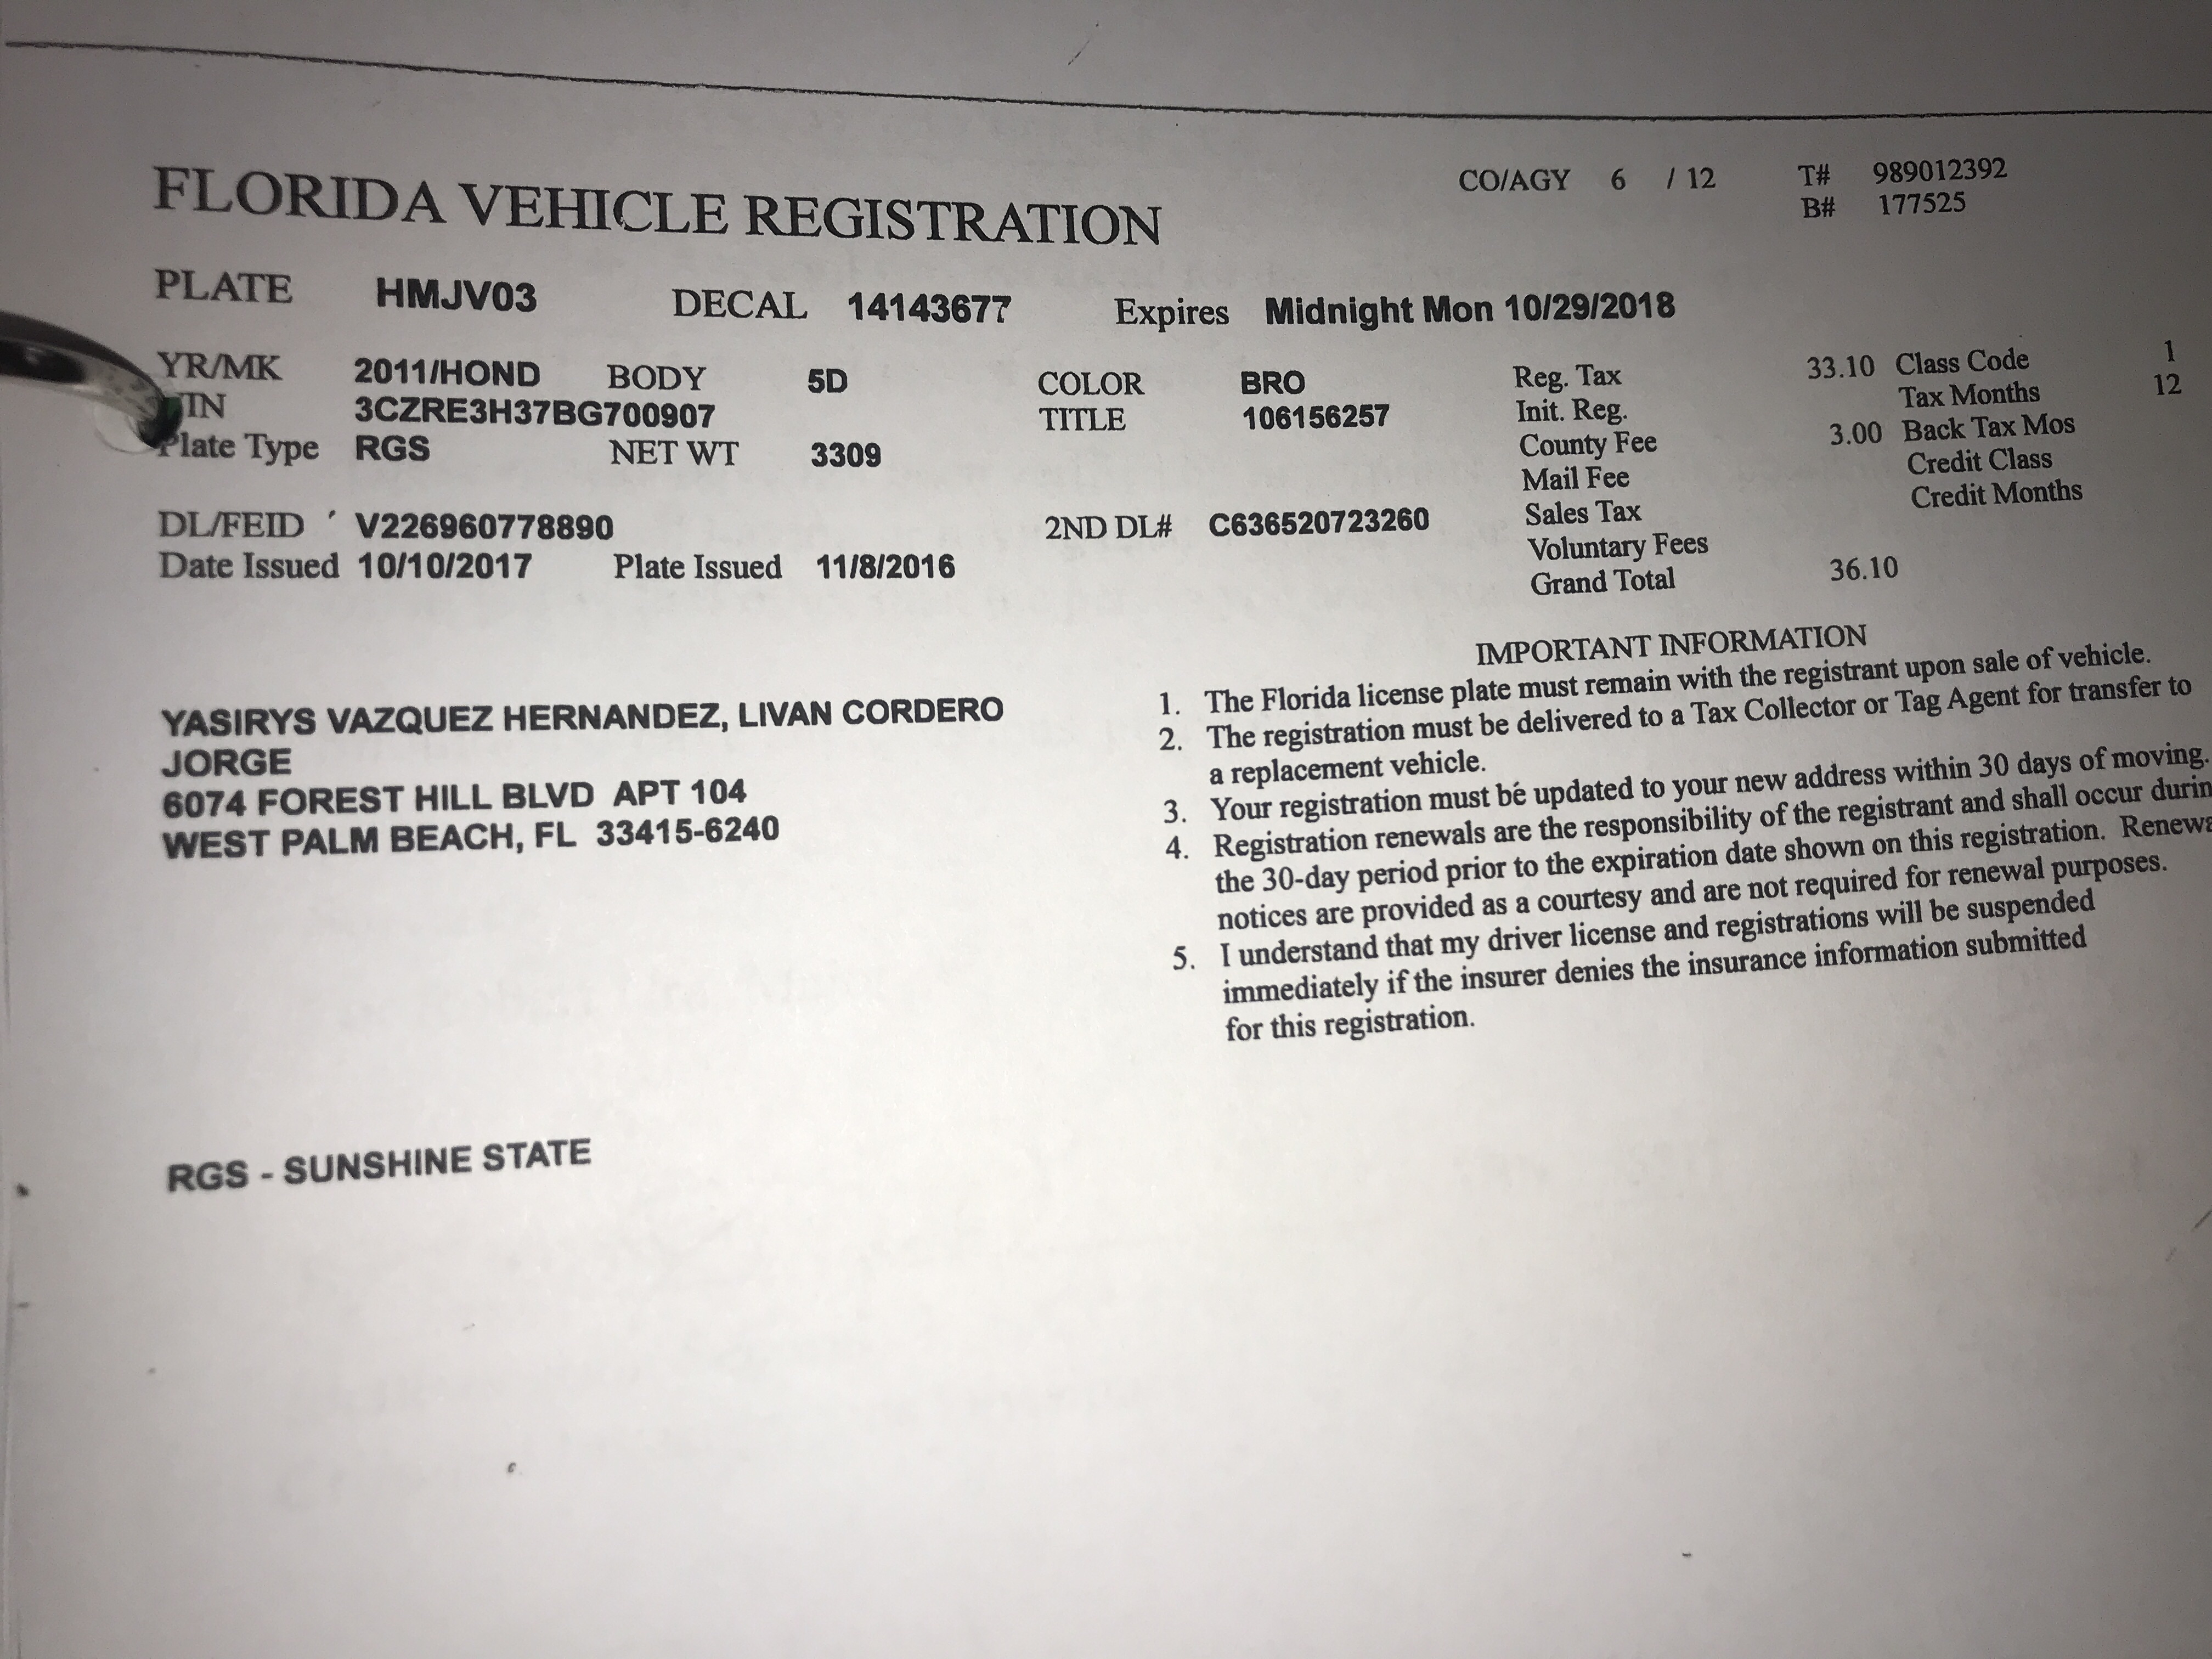 FLORIDA VEHICLE REGISTRATION
CO/AGY 6 / 12 T# 989012392
B# 177525
PLATE HMJV03 DECAL 14143677 Expires Midnight Mon 10/29/2018
YR/MK 2011/HOND BODY 5D COLOR BRO Reg. Tax 33.10 Class Code 1
IN 3CZRE3H37BG700907 TITLE 106156257 Init. Reg. Tax Months 12
Plate Type RGS NET WT 3309 County Fee 3.00 Back Tax Mos
Mail Fee Credit Class
DL/FEID V22696077889​0 2ND DL# C636520723260 Sales Tax Credit Months
Voluntary Fees
Date Issued 10/10/2017 Plate Issued 11/8/2016 Grand Total 36.10
YASIRYS VAZQUEZ HERNANDEZ, LIVAN CORDERO
JORGE
6074 FOREST HILL BLVD APT 104
WEST PALM BEACH, FL 33415-6240
IMPORTANT INFORMATION
1. The Florida license plate must remain with the registrant upon sale of vehicle.
2. The registration must be delivered to a Tax Collector or Tag Agent for transfer to
a replacement vehicle.
3. Your registration must be updated to your new address within 30 days of moving.
4. Registration renewals are the responsibility of the registrant and shall occur durin
the 30-day period prior to the expiration date shown on this registration. Renewa
notices are provided as a courtesy and are not required for renewal purposes.
5. I understand that my driver license and registrations will be suspended
immediately if the insurer denies the insurance information submitted
for this registration.
RGS - SUNSHINE STATE